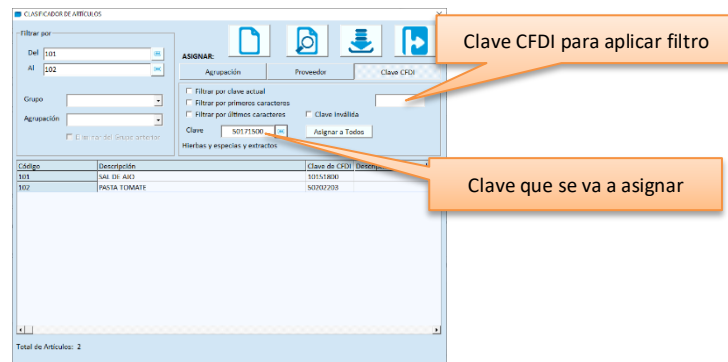 CLASIFICADOR DE ARTÍCULOS
Filtrar por
Del 101
Al 102
Grupo
Agrupación
ASIGNAR:
Agrupación Proveedor Clave CFDI
Filtrar por clave actual
Filtrar por primeros caracteres
Filtrar por últimos caracteres Clave Inválida
Clave 50171500 Asignar a Todos
Hierbas y especias y extractos
Clave CFDI para aplicar filtro
Clave que se va a asignar
Código Descripción Clave de CFDI
101 SAL DE AJO 10151800
102 PASTA TOMATE 50202203
Total de Artículos: 2